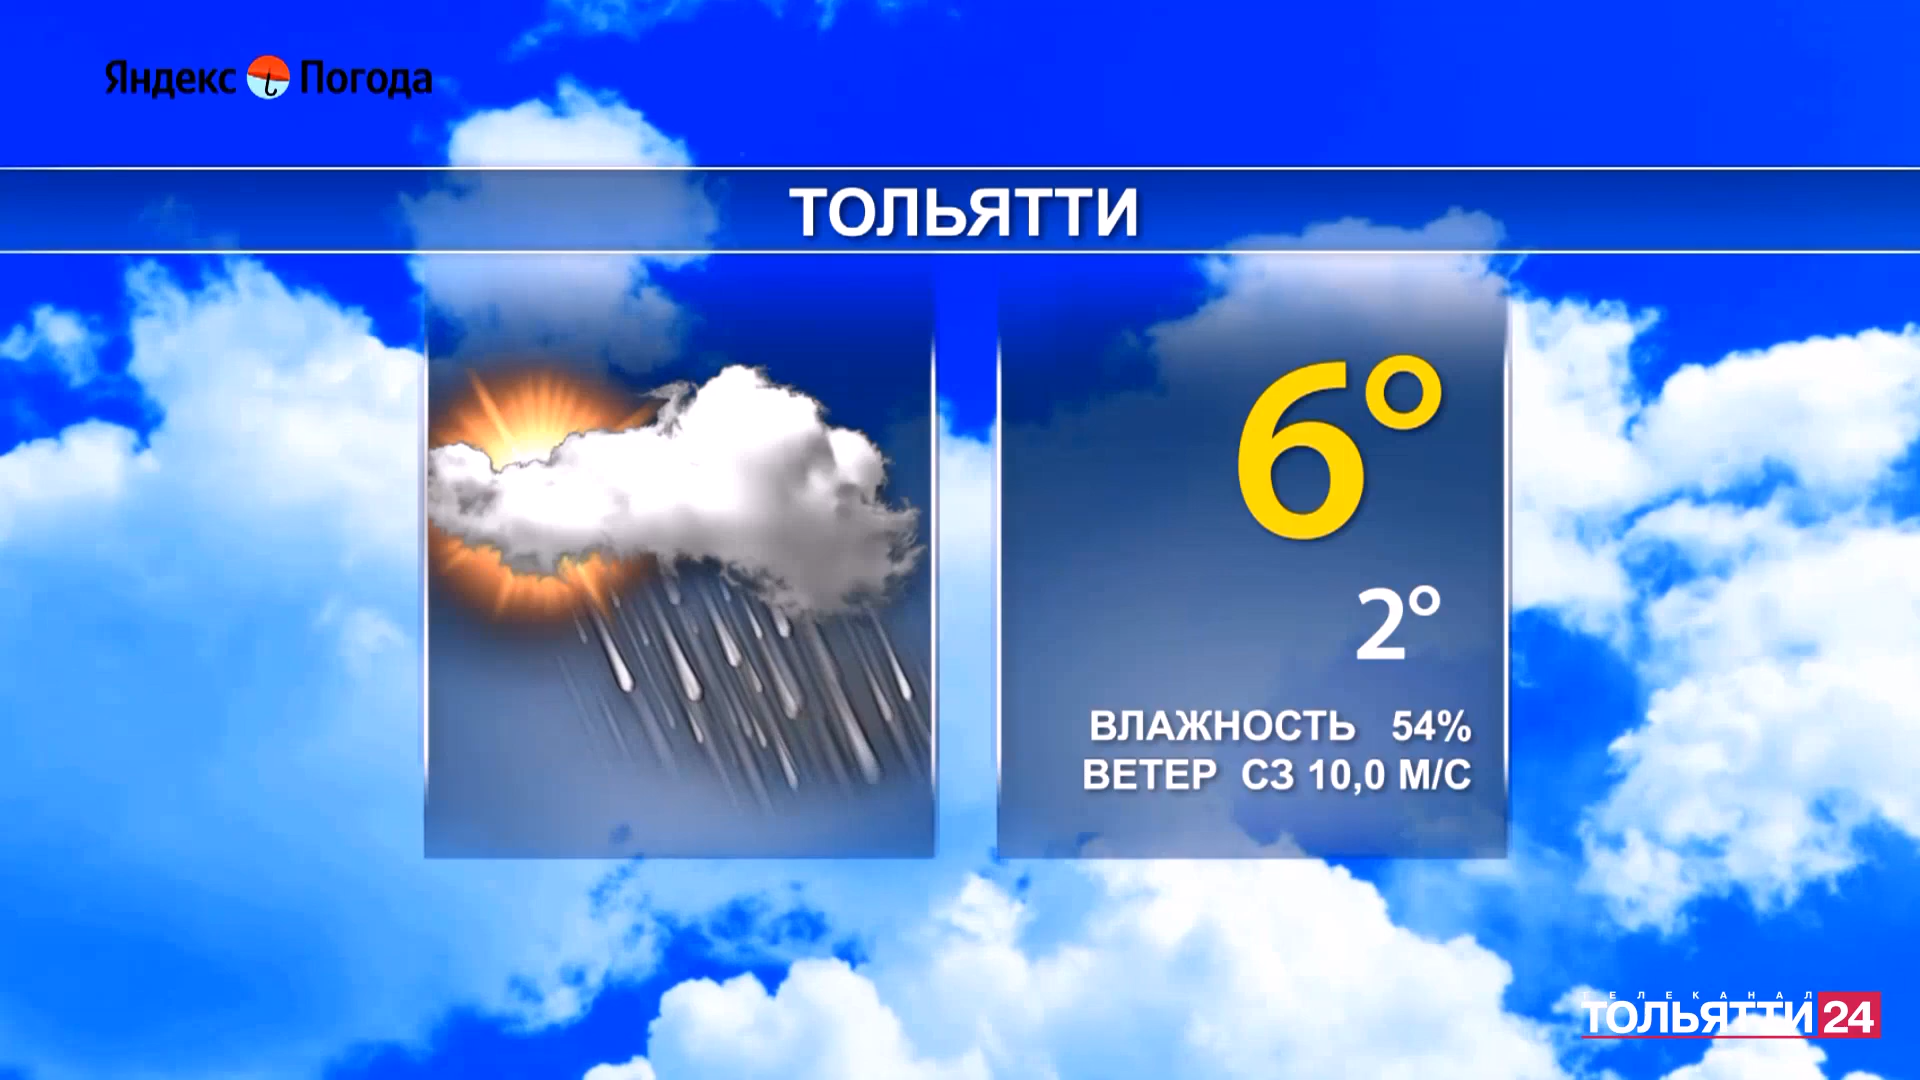 Яндекс Погода
ТОЛЬЯТТИ
6°
2°
ВЛАЖНОСТЬ 54%
ВЕТЕР СЗ 10,0 М/С
ТЕЛЕКАНАЛ
ТОЛЬЯТТИ 24